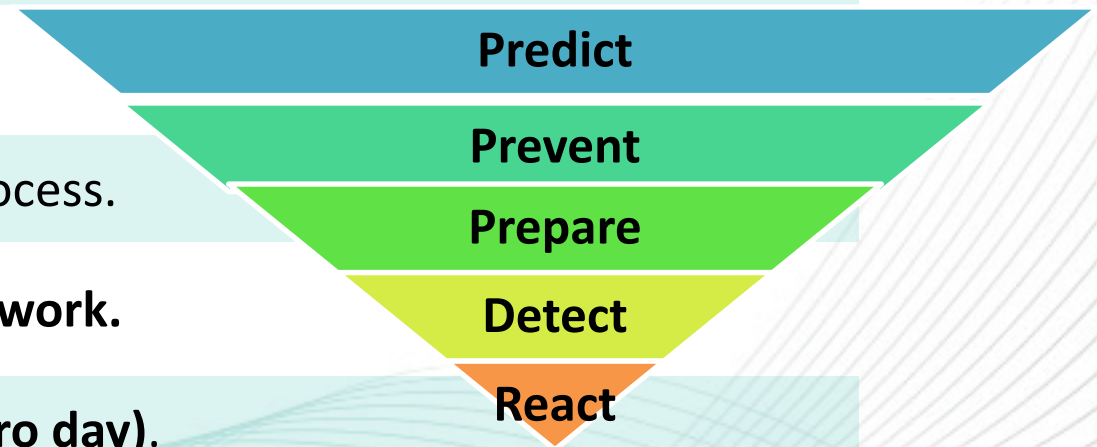 Predict
Prevent
ocess.
Prepare
work.
Detect
React
ro day).